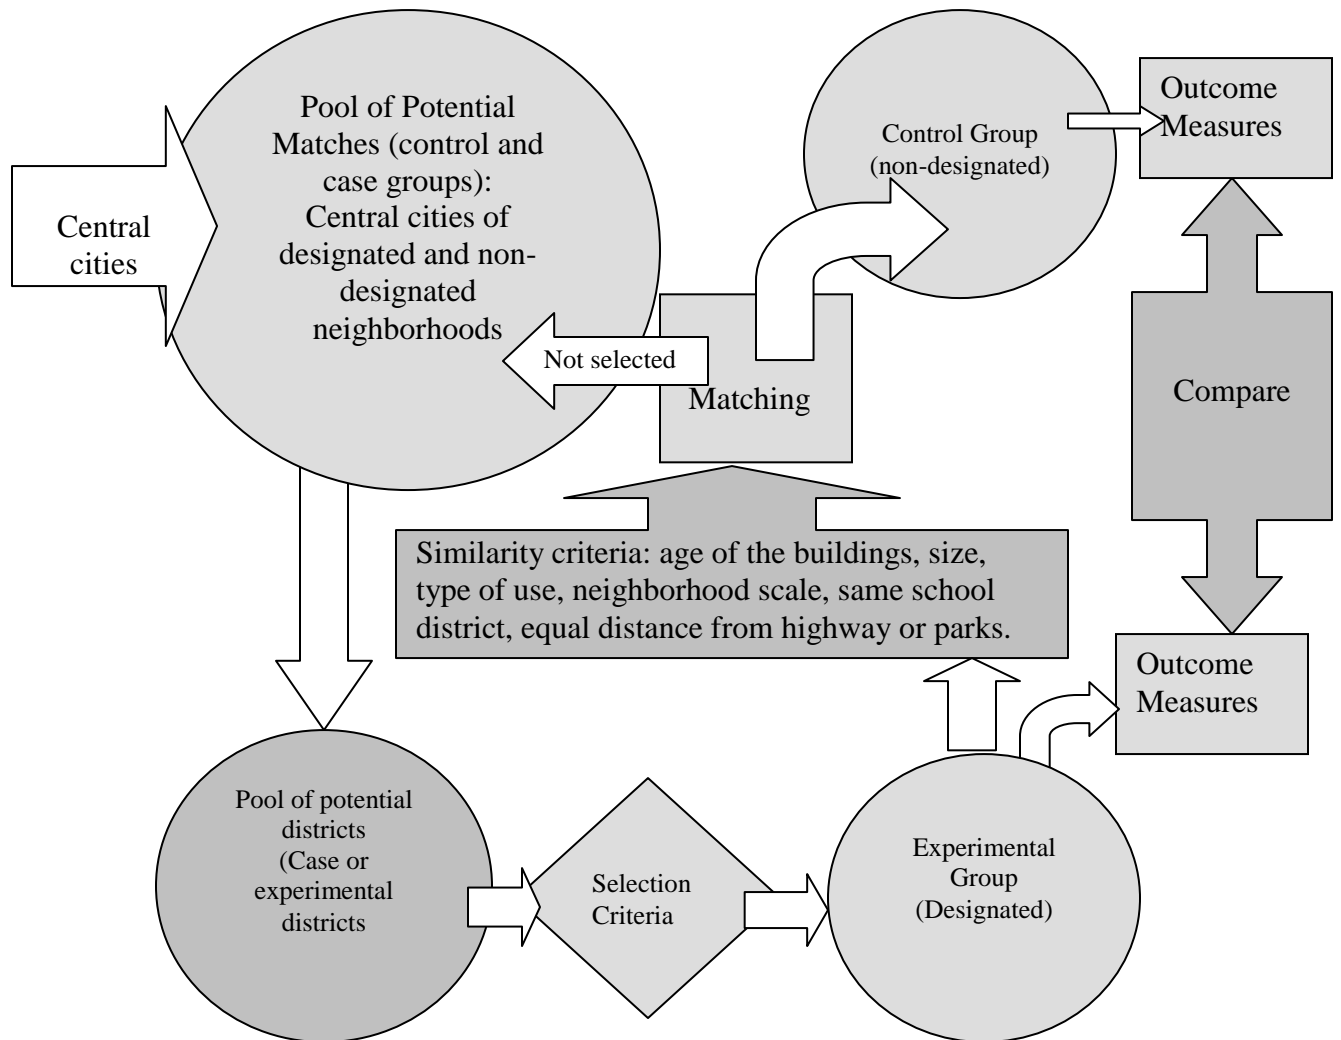 Central
cities
Pool of Potential
Matches (control and
case groups):
Central cities of
designated and non-
designated
neighborhoods
Not selected
Matching
Control Group
(non-designated)
Outcome
Measures
Compare
Similarity criteria: age of the buildings, size,
type of use, neighborhood scale, same school
district, equal distance from highway or parks.
Outcome
Measures
Pool of potential
districts
(Case or
experimental
districts
Selection
Criteria
Experimental
Group
(Designated)